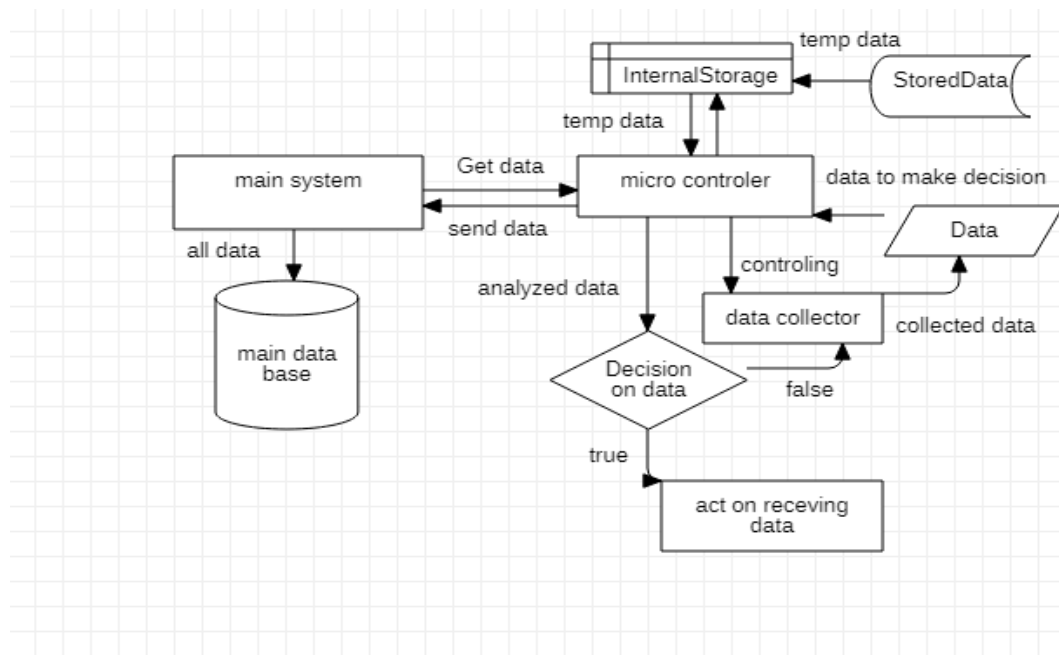 temp data
InternalStorage
StoredData
temp data
main system
Get data
micro controler
data to make decision
send data
Data
all data
controling
analyzed data
data collector
collected data
main data
base
Decision
on data
false
true
act on receving
data